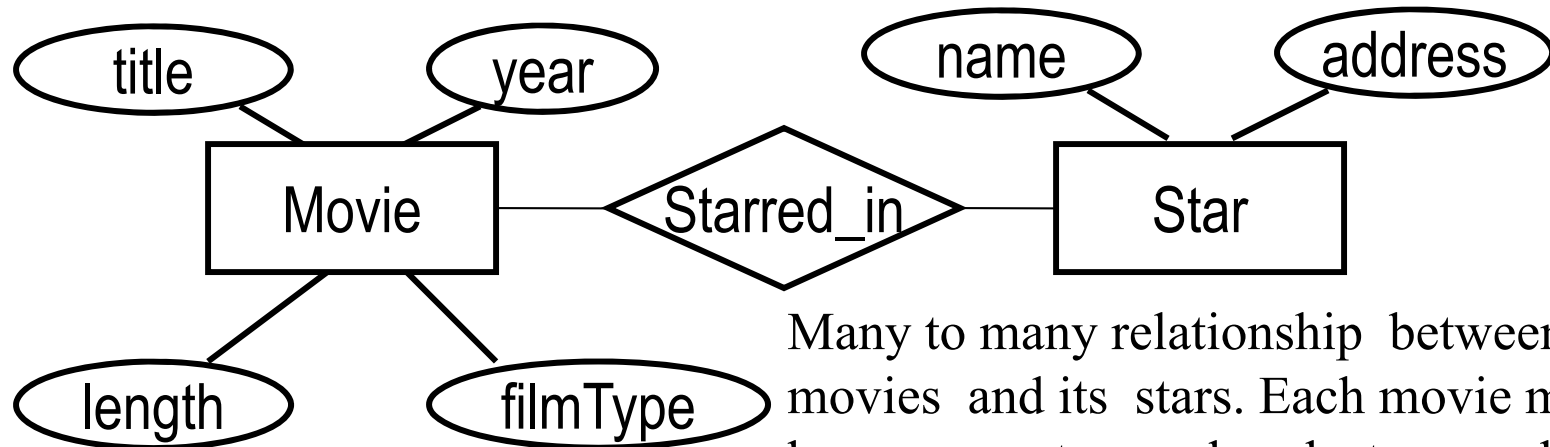 title
year
name
address
Movie
Starred_in
Star
Many to many relationship between
movies and its stars. Each movie m
length
filmType